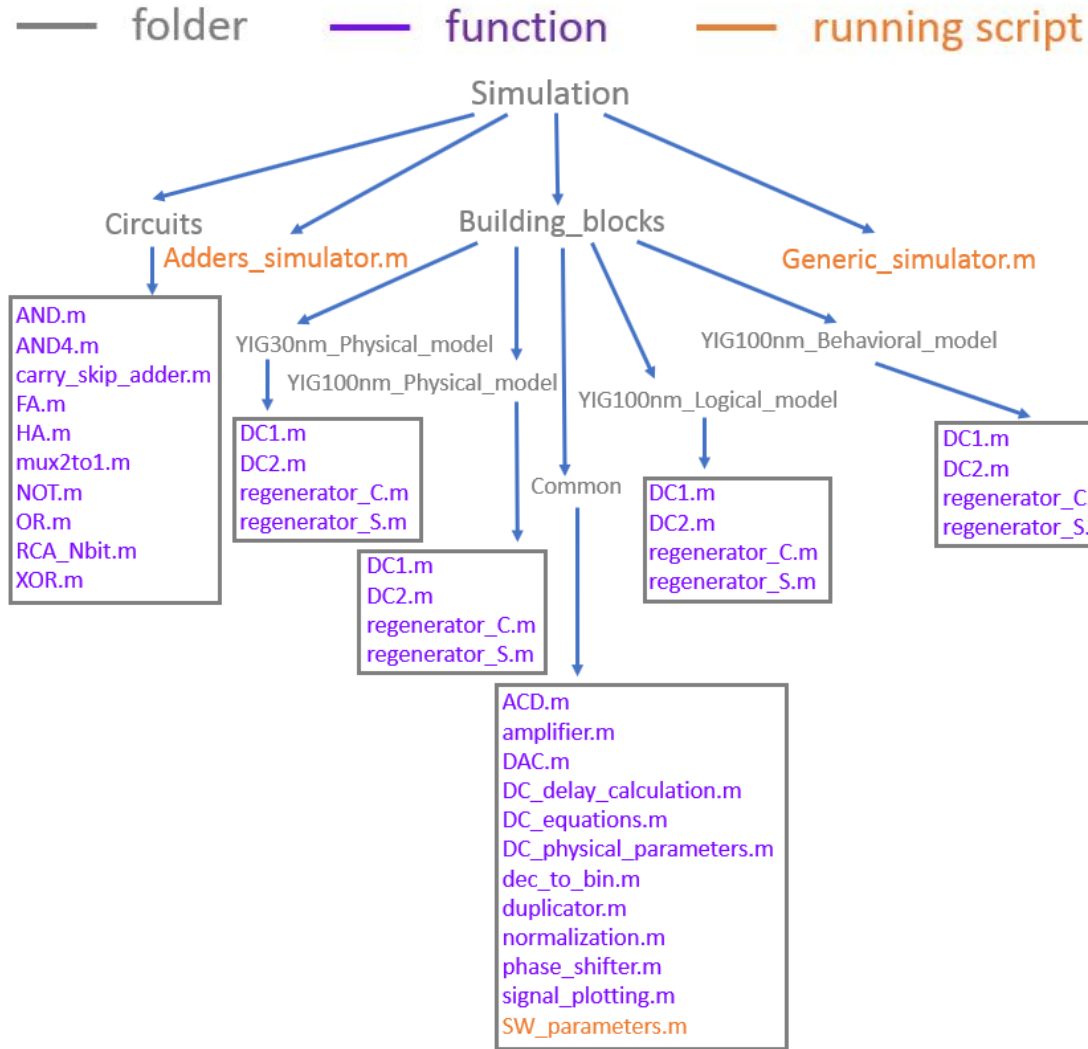 folder
function
running script
Simulation
Circuits
Building_blocks
Adders_simulator.m
Generic_simulator.m
AND.m
AND4.m
carry_skip_adder.m
FA.m
HA.m
mux2to1.m
NOT.m
OR.m
RCA_Nbit.m
XOR.m
YIG30nm_Physical_model
DC1.m
DC2.m
regenerator_C.m
regenerator_S.m
YIG100nm_Physical_model
DC1.m
DC2.m
regenerator_C.m
regenerator_S.m
Common
ACD.m
amplifier.m
DAC.m
DC_delay_calculation.m
DC_equations.m
DC_physical_parameters.m
dec_to_bin.m
duplicator.m
normalization.m
phase_shifter.m
signal_plotting.m
SW_parameters.m
YIG100nm_Logical_model
DC1.m
DC2.m
regenerator_C.m
regenerator_S.m
YIG100nm_Behavioral_model
DC1.m
DC2.m
regenerator_C
regenerator_S.